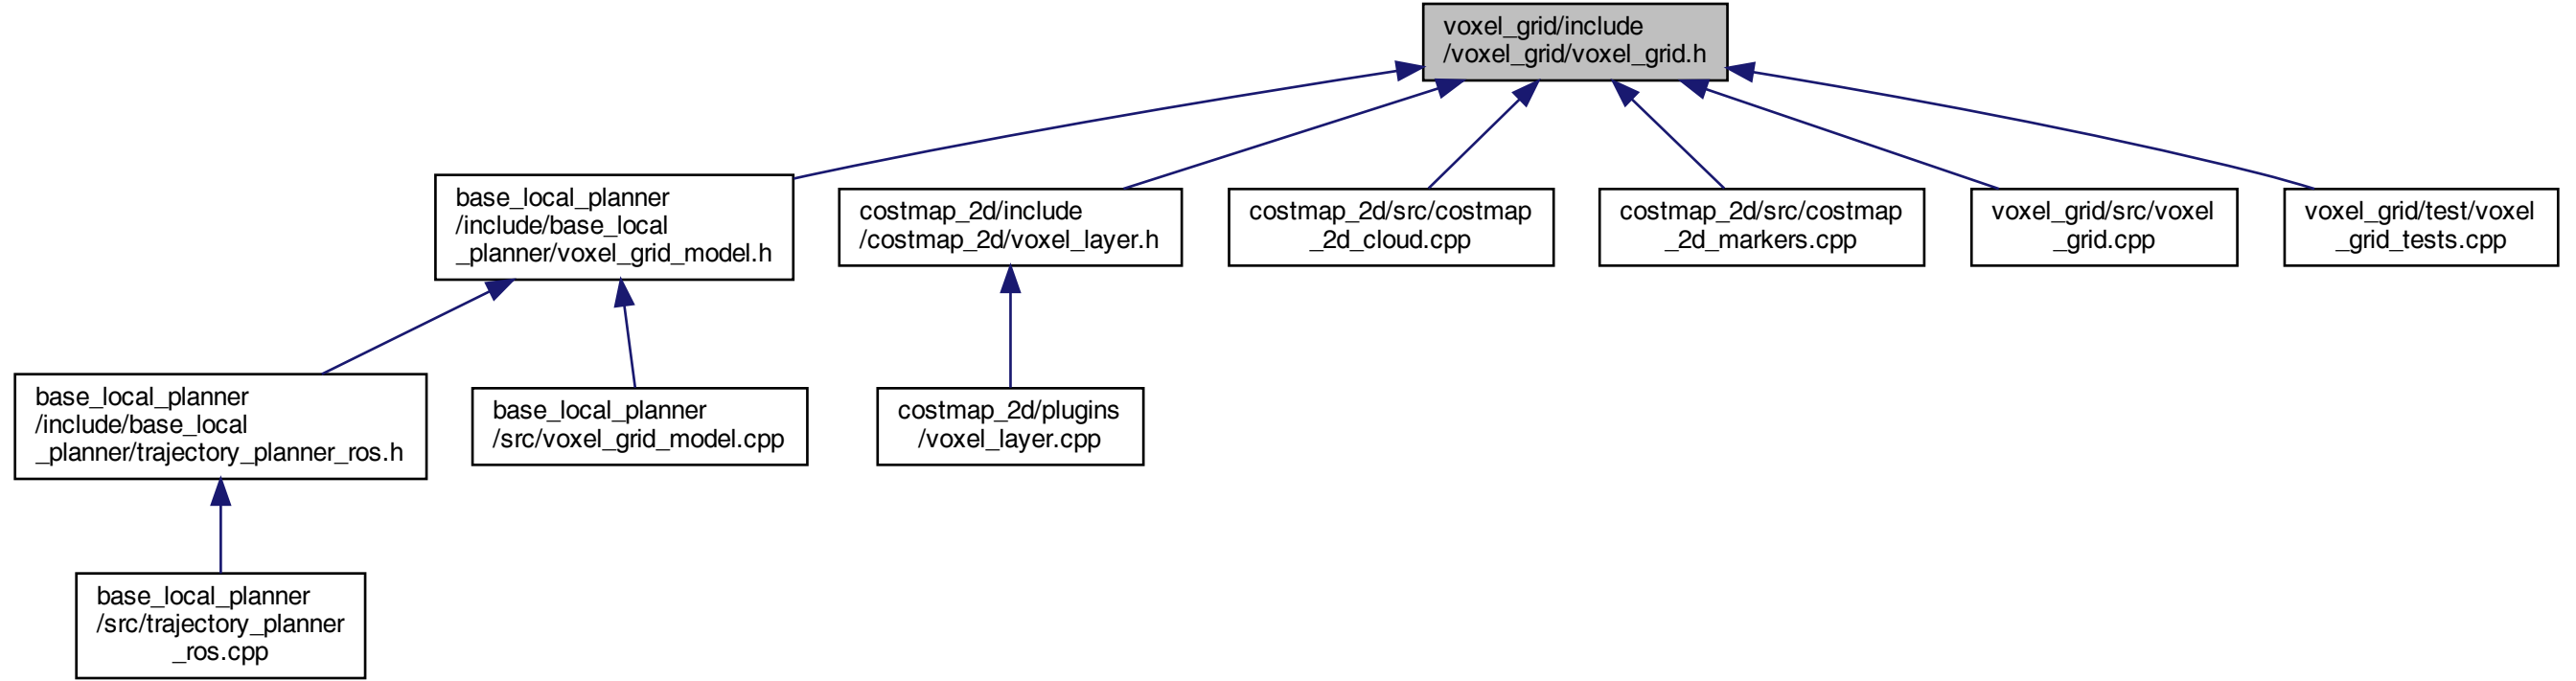 voxel_grid/include
/voxel_grid/voxel_grid.h
base_local_planner
/include/base_local
_planner/voxel_grid_model.h
costmap_2d/include
/costmap_2d/voxel_layer.h
costmap_2d/src/costmap
_2d_cloud.cpp
costmap_2d/src/costmap
_2d_markers.cpp
voxel_grid/src/voxel
_grid.cpp
voxel_grid/test/voxel
_grid_tests.cpp
base_local_planner
/include/base_local
_planner/trajectory_planner_ros.h
base_local_planner
/src/voxel_grid_model.cpp
costmap_2d/plugins
/voxel_layer.cpp
base_local_planner
/src/trajectory_planner
_ros.cpp